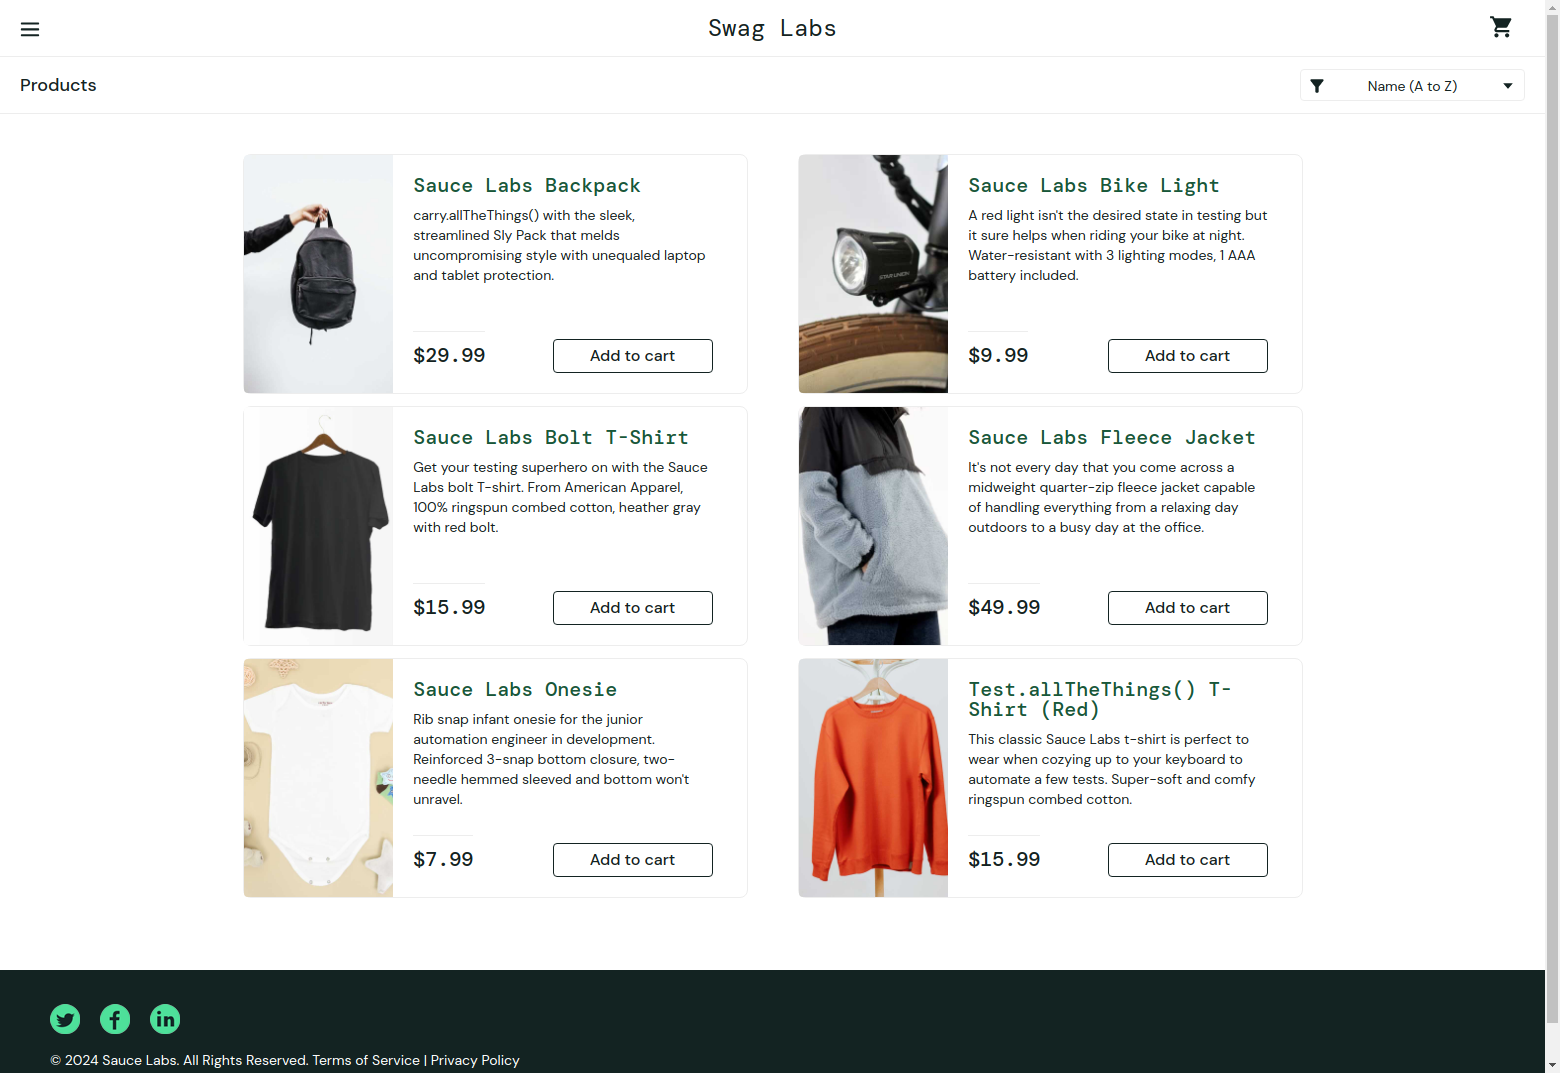 Swag Labs
Products
Name (A to Z)
Sauce Labs Backpack
carry.allTheThings() with the sleek,
streamlined Sly Pack that melds
uncompromising style with unequaled laptop
and tablet protection.
$29.99
Add to cart
Sauce Labs Bike Light
A red light isn't the desired state in testing but
it sure helps when riding your bike at night.
Water-resistant with 3 lighting modes, 1 AAA
battery included.
STAR UNION
$9.99
Add to cart
Sauce Labs Bolt T-Shirt
Get your testing superhero on with the Sauce
Labs bolt T-shirt. From American Apparel,
100% ringspun combed cotton, heather gray
with red bolt.
$15.99
Add to cart
Sauce Labs Fleece Jacket
It's not every day that you come across a
midweight quarter-zip fleece jacket capable
of handling everything from a relaxing day
outdoors to a busy day at the office.
$49.99
Add to cart
Sauce Labs Onesie
Rib snap infant onesie for the junior
automation engineer in development.
Reinforced 3-snap bottom closure, two-
needle hemmed sleeved and bottom won't
unravel.
$7.99
Add to cart
Test.allTheThings() T-
Shirt (Red)
This classic Sauce Labs t-shirt is perfect to
wear when cozying up to your keyboard to
automate a few tests. Super-soft and comfy
ringspun combed cotton.
$15.99
Add to cart
© 2024 Sauce Labs. All Rights Reserved. Terms of Service | Privacy Policy